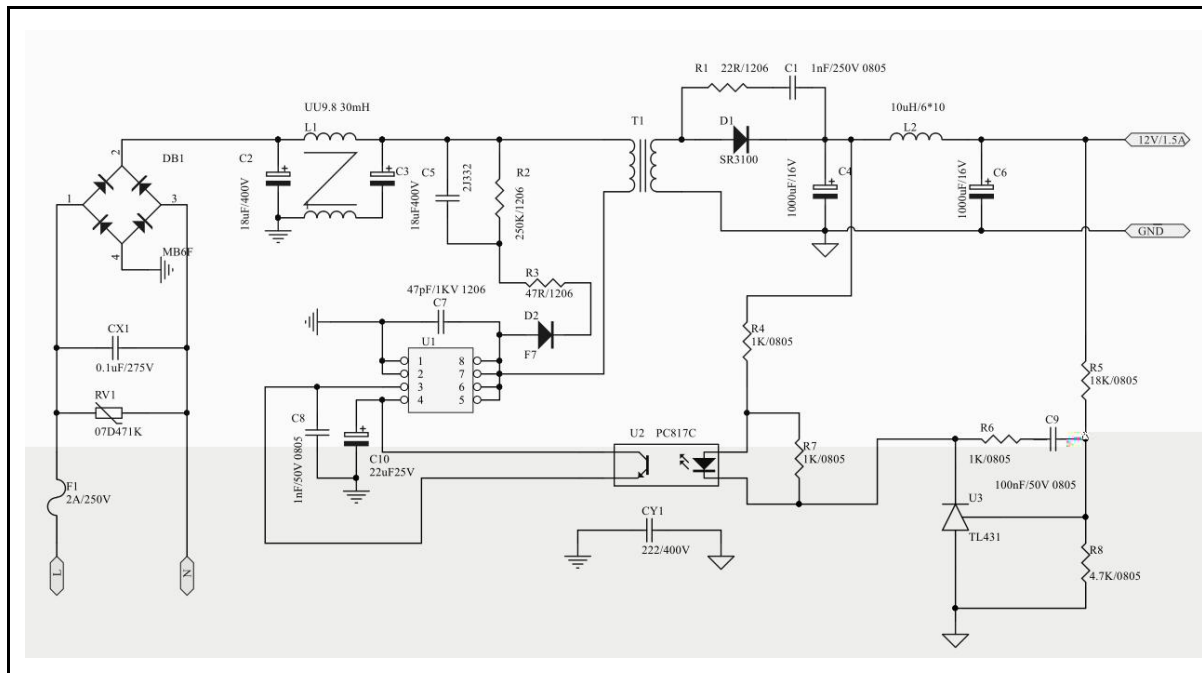 R1 22R/1206 C1 1nF/250V 0805
UU9.8 30mH
L1
T1
D1
SR3100
10uH/6*10
L2
12V/1.5A
2
DB1
1
3
4
MB6F
C2
18uF/400V
C3
18uF400V
C5
2J332
R2
250K/1206
C4
1000uF/16V
C6
1000uF/16V
GND
R3
47R/1206
47pF/1KV 1206
C7
D2
F7
U1
1 8
2 7
3 6
4 5
R4
1K/0805
R5
18K/0805
CX1
0.1uF/275V
RV1
07D471K
C8
1nF/50V 0805
C10
22uF25V
U2 PC817C
R7
1K/0805
R6
1K/0805
C9
100nF/50V 0805
F1
2A/250V
U3
TL431
CY1
222/400V
R8
4.7K/0805
L
N